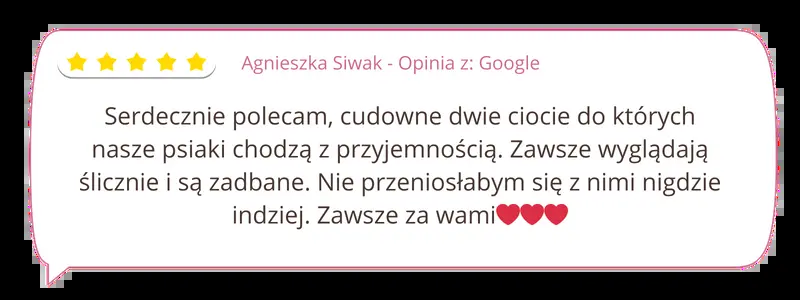 Agnieszka Siwak - Opinia z: Google
Serdecznie polecam, cudowne dwie ciocie do których
nasze psiaki chodzą z przyjemnością. Zawsze wyglądają
ślicznie i są zadbane. Nie przeniosłabym się z nimi nigdzie
indziej. Zawsze za wami❤❤❤